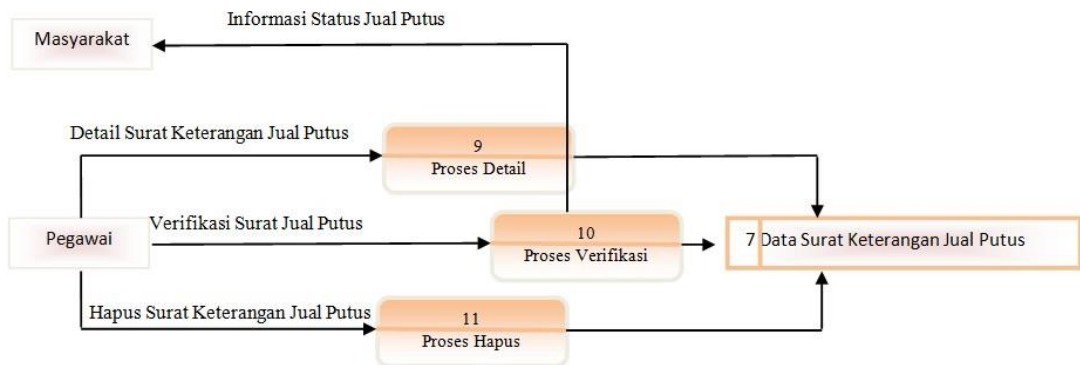 Informasi Status Jual Putus
Masyarakat
Detail Surat Keterangan Jual Putus
9
Proses Detail
Verifikasi Surat Jual Putus
Pegawai
10
Proses Verifikasi
7 Data Surat Keterangan Jual Putus
Hapus Surat Keterangan Jual Putus
11
Proses Hapus